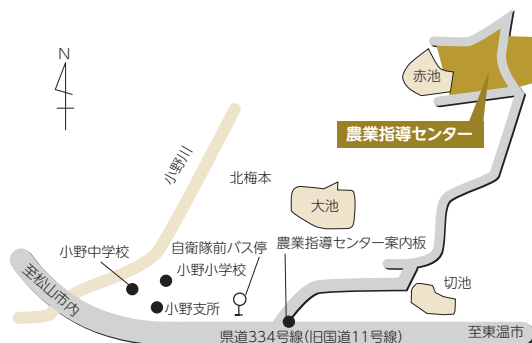 N
赤池
農業指導センター
小野川
北梅本
大池
自衛隊前バス停
農業指導センター案内板
小野中学校
小野小学校
切池
至松山市内
小野支所
県道334号線(旧国道11号線)
至東温市